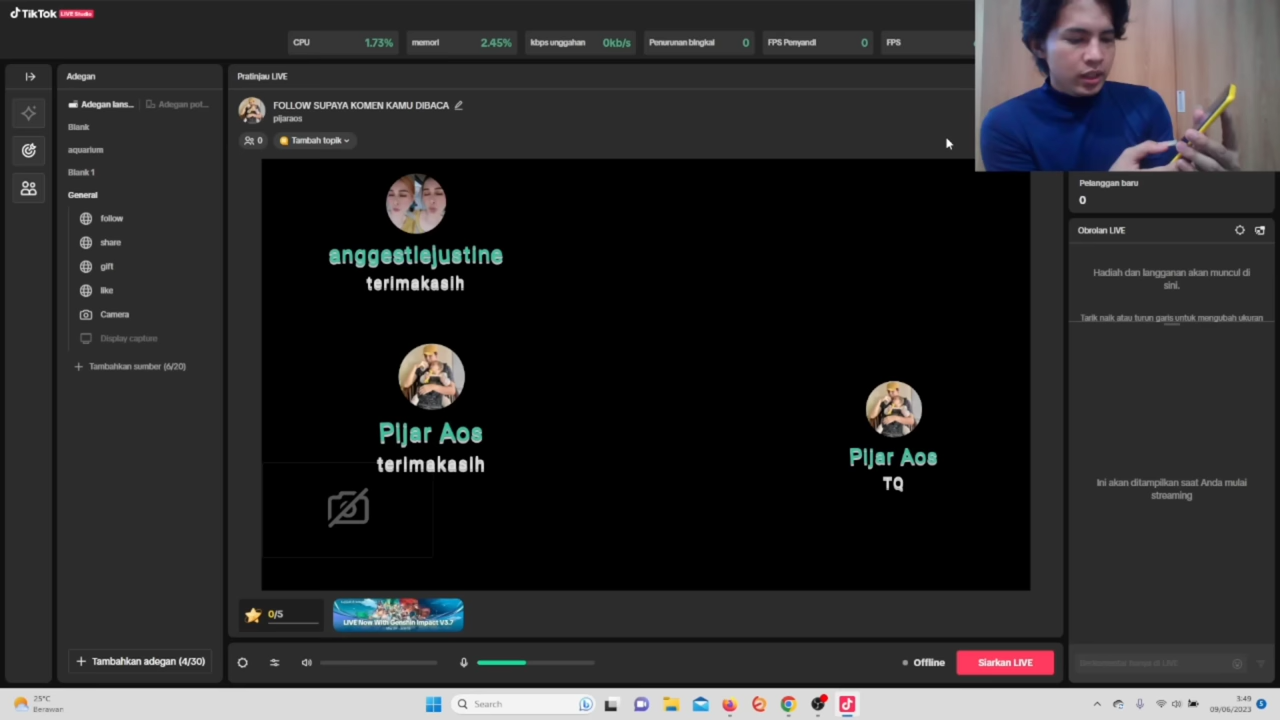 TikTok LIVE Studio
CPU 1.73%
memori 2.45%
kbps unggahan 0kb/s
Penurunan bingkai 0
FPS Penyandi 0
FPS
Adegan
Adegan lans... Adegan pot...
Blank
aquarium
Blank 1
General
follow
share
gift
like
Camera
Display capture
Tambahkan sumber (6/20)
Tambahkan adegan (4/30)
Pratinjau LIVE
FOLLOW SUPAYA KOMEN KAMU DIBACA
pijaraos
0 Tambah topik
anggestiejustine
terimakasih
Pijar Aos
terimakasih
Pijar Aos
TQ
0/5
LIVE Now With Genshin Impact V3.7
Offline
Siarkan LIVE
Pelanggan baru
0
Obrolan LIVE
Hadiah dan langganan akan muncul di
sini.
Tarik naik atau turun garis untuk mengubah ukuran
Ini akan ditampilkan saat Anda mulai
streaming
25°C
Berawan
Search
3:49
09/06/2023
5